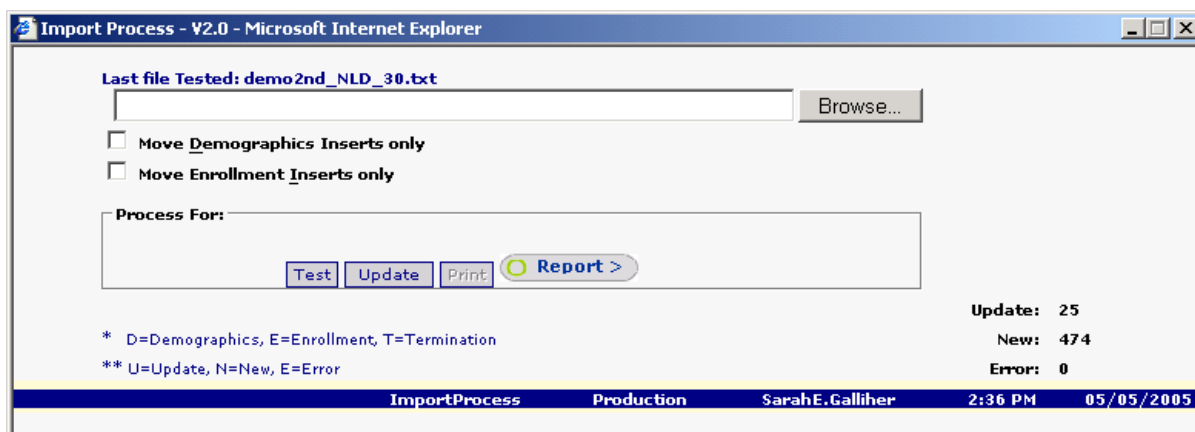 Import Process - V2.0 - Microsoft Internet Explorer
Last file Tested: demo2nd_NLD_30.txt
Browse...
Move Demographics Inserts only
Move Enrollment Inserts only
Process For:
Test Update Print Report >
Update: 25
* D=Demographics, E=Enrollment, T=Termination New: 474
** U=Update, N=New, E=Error Error: 0
ImportProcess Production SarahE.Galliher 2:36 PM 05/05/2005